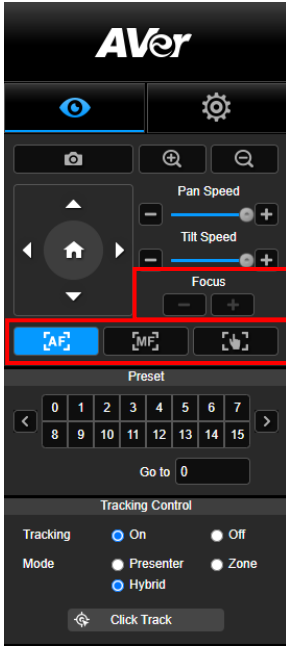 AVer
Pan Speed
Tilt Speed
Focus
AF MF
Preset
0 1 2 3 4 5 6 7
8 9 10 11 12 13 14 15
Go to 0
Tracking Control
Tracking On Off
Mode Presenter Zone
Hybrid
Click Track